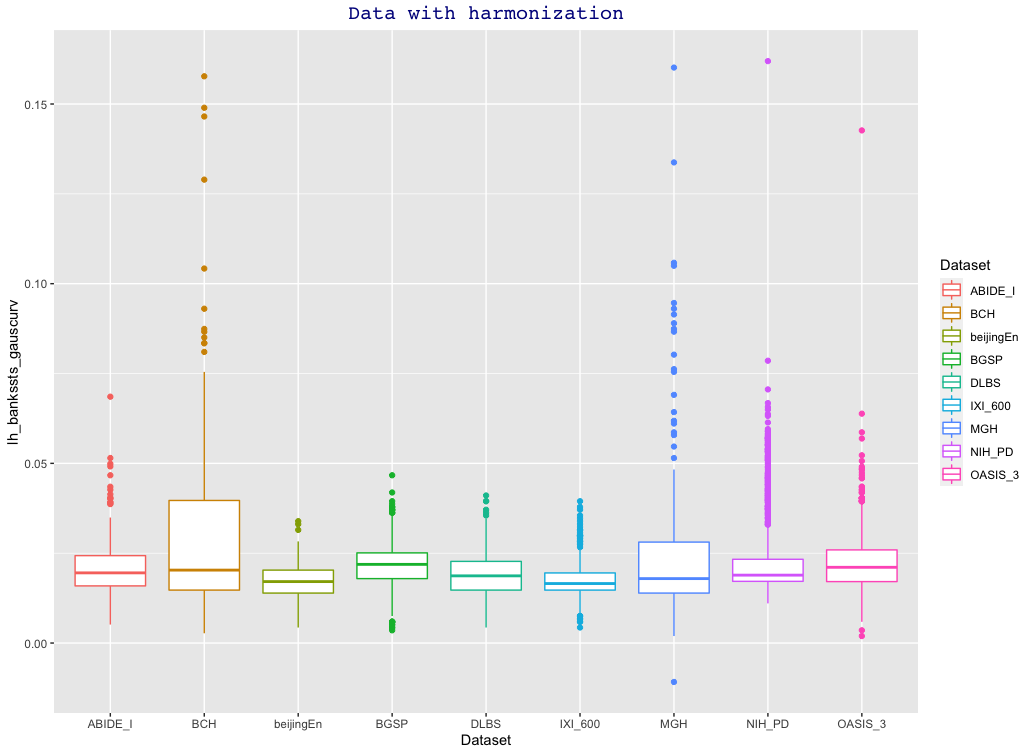 Data with harmonization
lh_bankssts_gauscurv
0.15
0.10
0.05
0.00
ABIDE_I BCH beijingEn BGSP DLBS IXI_600 MGH NIH_PD OASIS_3
Dataset
Dataset
ABIDE_I
BCH
beijingEn
BGSP
DLBS
IXI_600
MGH
NIH_PD
OASIS_3